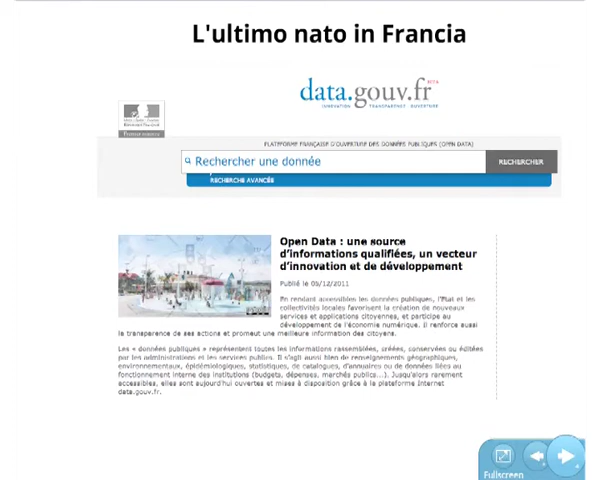 L'ultimo nato in Francia
data.gouv.fr BETA
INNOVATION TRANSPARENCE OUVERTURE
PLATEFORME FRANÇAISE D'OUVERTURE DES DONNÉES PUBLIQUES (OPEN DATA)
Rechercher une donnée
RECHERCHER
RECHERCHE AVANCÉE
Open Data : une source
d'informations qualifiées, un vecteur
d'innovation et de développement
Publié le 05/12/2011
En rendant accessibles les données publiques, l'Etat et les
collectivités locales favorisent la création de nouveaux
services et applications citoyennes, et participe au
développement de l'économie numérique. Il renforce aussi
la transparence de ses actions et promeut une meilleure information des citoyens.
Les « données publiques » représentent toutes les informations rassemblées, créées, conservées ou éditées
par les administrations et les services publics. Il s'agit aussi bien de renseignements géographiques,
environnementaux, épidémiologiques, statistiques, de catalogues, d'annuaires ou de données liées au
fonctionnement interne des institutions (budgets, dépenses, marchés publics...). Jusqu'alors rarement
accessibles, elles sont aujourd'hui ouvertes et mises à disposition grâce à la plateforme Internet
data.gouv.fr.
Fullscreen